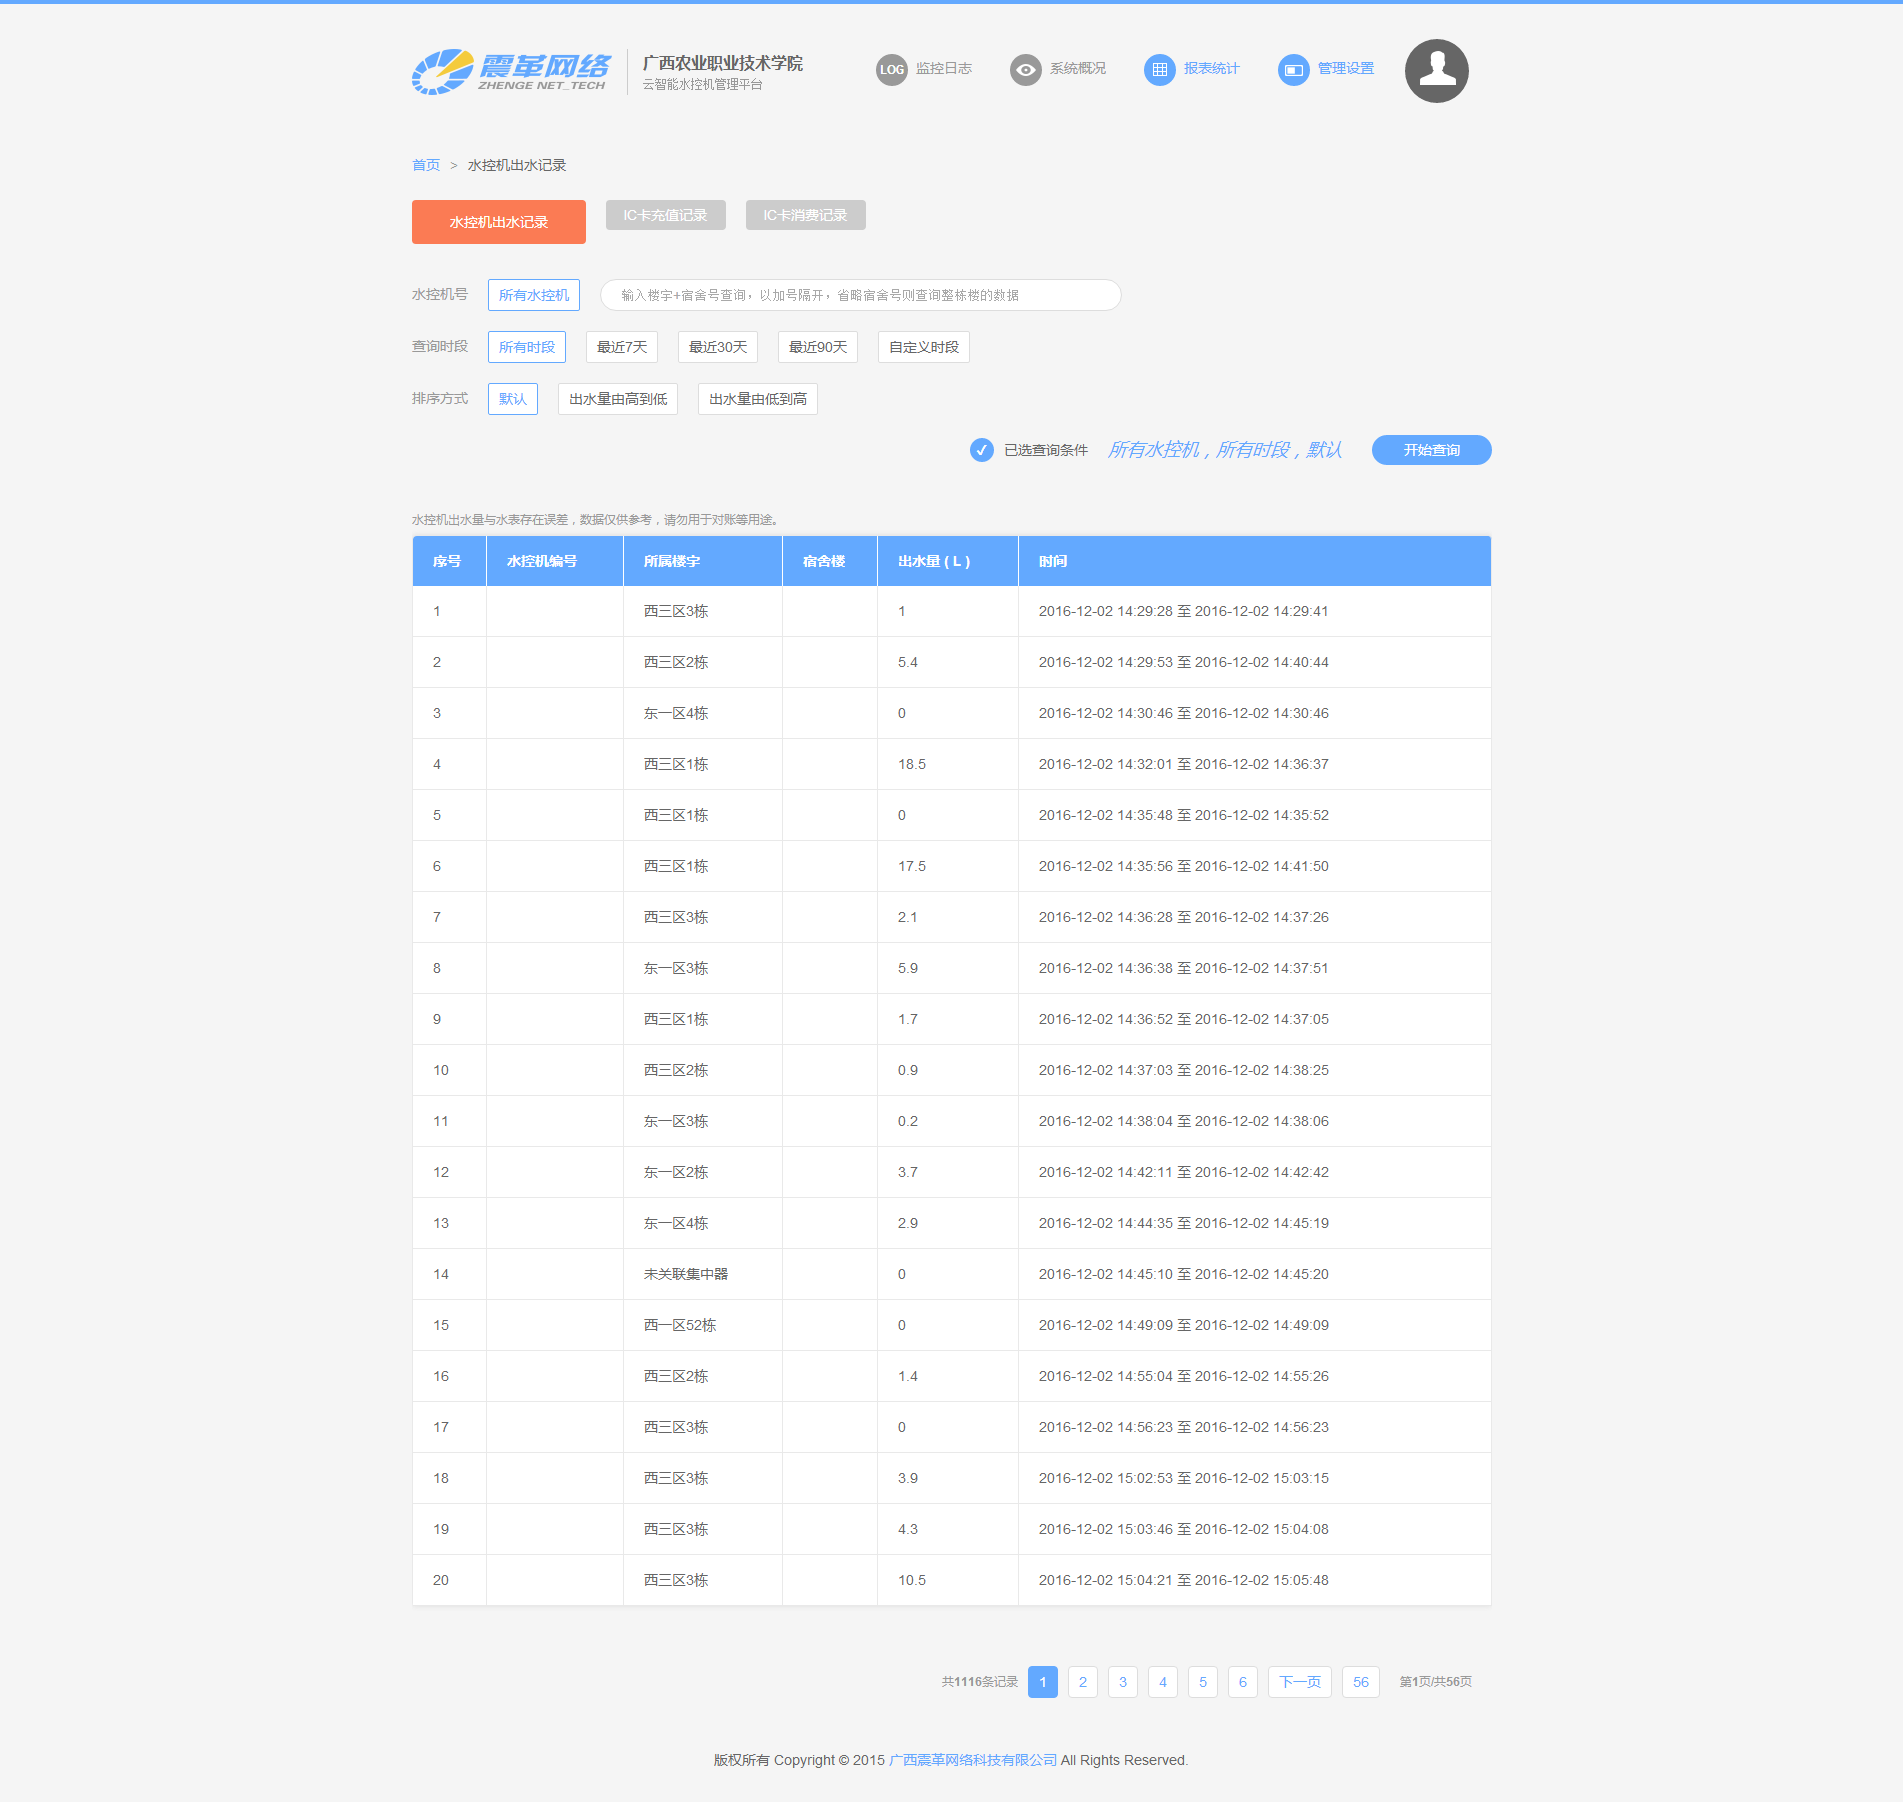 震革网络
ZHENGE NET_TECH
广西农业职业技术学院
云智能水控机管理平台
LOG 监控日志 系统概况 报表统计 管理设置
首页 > 水控机出水记录
水控机出水记录 IC卡充值记录 IC卡消费记录
水控机号 所有水控机 输入楼宇+宿舍号查询，以加号隔开，省略宿舍号则查询整栋楼的数据
查询时段 所有时段 最近7天 最近30天 最近90天 自定义时段
排序方式 默认 出水量由高到低 出水量由低到高
已选查询条件 所有水控机，所有时段，默认 开始查询
水控机出水量与水表存在误差，数据仅供参考，请勿用于对账等用途。
序号 水控机编号 所属楼宇 宿舍楼 出水量 ( L ) 时间
1 西三区3栋 1 2016-12-02 14:29:28 至 2016-12-02 14:29:41
2 西三区2栋 5.4 2016-12-02 14:29:53 至 2016-12-02 14:40:44
3 东一区4栋 0 2016-12-02 14:30:46 至 2016-12-02 14:30:46
4 西三区1栋 18.5 2016-12-02 14:32:01 至 2016-12-02 14:36:37
5 西三区1栋 0 2016-12-02 14:35:48 至 2016-12-02 14:35:52
6 西三区1栋 17.5 2016-12-02 14:35:56 至 2016-12-02 14:41:50
7 西三区3栋 2.1 2016-12-02 14:36:28 至 2016-12-02 14:37:26
8 东一区3栋 5.9 2016-12-02 14:36:38 至 2016-12-02 14:37:51
9 西三区1栋 1.7 2016-12-02 14:36:52 至 2016-12-02 14:37:05
10 西三区2栋 0.9 2016-12-02 14:37:03 至 2016-12-02 14:38:25
11 东一区3栋 0.2 2016-12-02 14:38:04 至 2016-12-02 14:38:06
12 东一区2栋 3.7 2016-12-02 14:42:11 至 2016-12-02 14:42:42
13 东一区4栋 2.9 2016-12-02 14:44:35 至 2016-12-02 14:45:19
14 未关联集中器 0 2016-12-02 14:45:10 至 2016-12-02 14:45:20
15 西一区52栋 0 2016-12-02 14:49:09 至 2016-12-02 14:49:09
16 西三区2栋 1.4 2016-12-02 14:55:04 至 2016-12-02 14:55:26
17 西三区3栋 0 2016-12-02 14:56:23 至 2016-12-02 14:56:23
18 西三区3栋 3.9 2016-12-02 15:02:53 至 2016-12-02 15:03:15
19 西三区3栋 4.3 2016-12-02 15:03:46 至 2016-12-02 15:04:08
20 西三区3栋 10.5 2016-12-02 15:04:21 至 2016-12-02 15:05:48
共1116条记录 1 2 3 4 5 6 下一页 56 第1页/共56页
版权所有 Copyright © 2015 广西震革网络科技有限公司 All Rights Reserved.